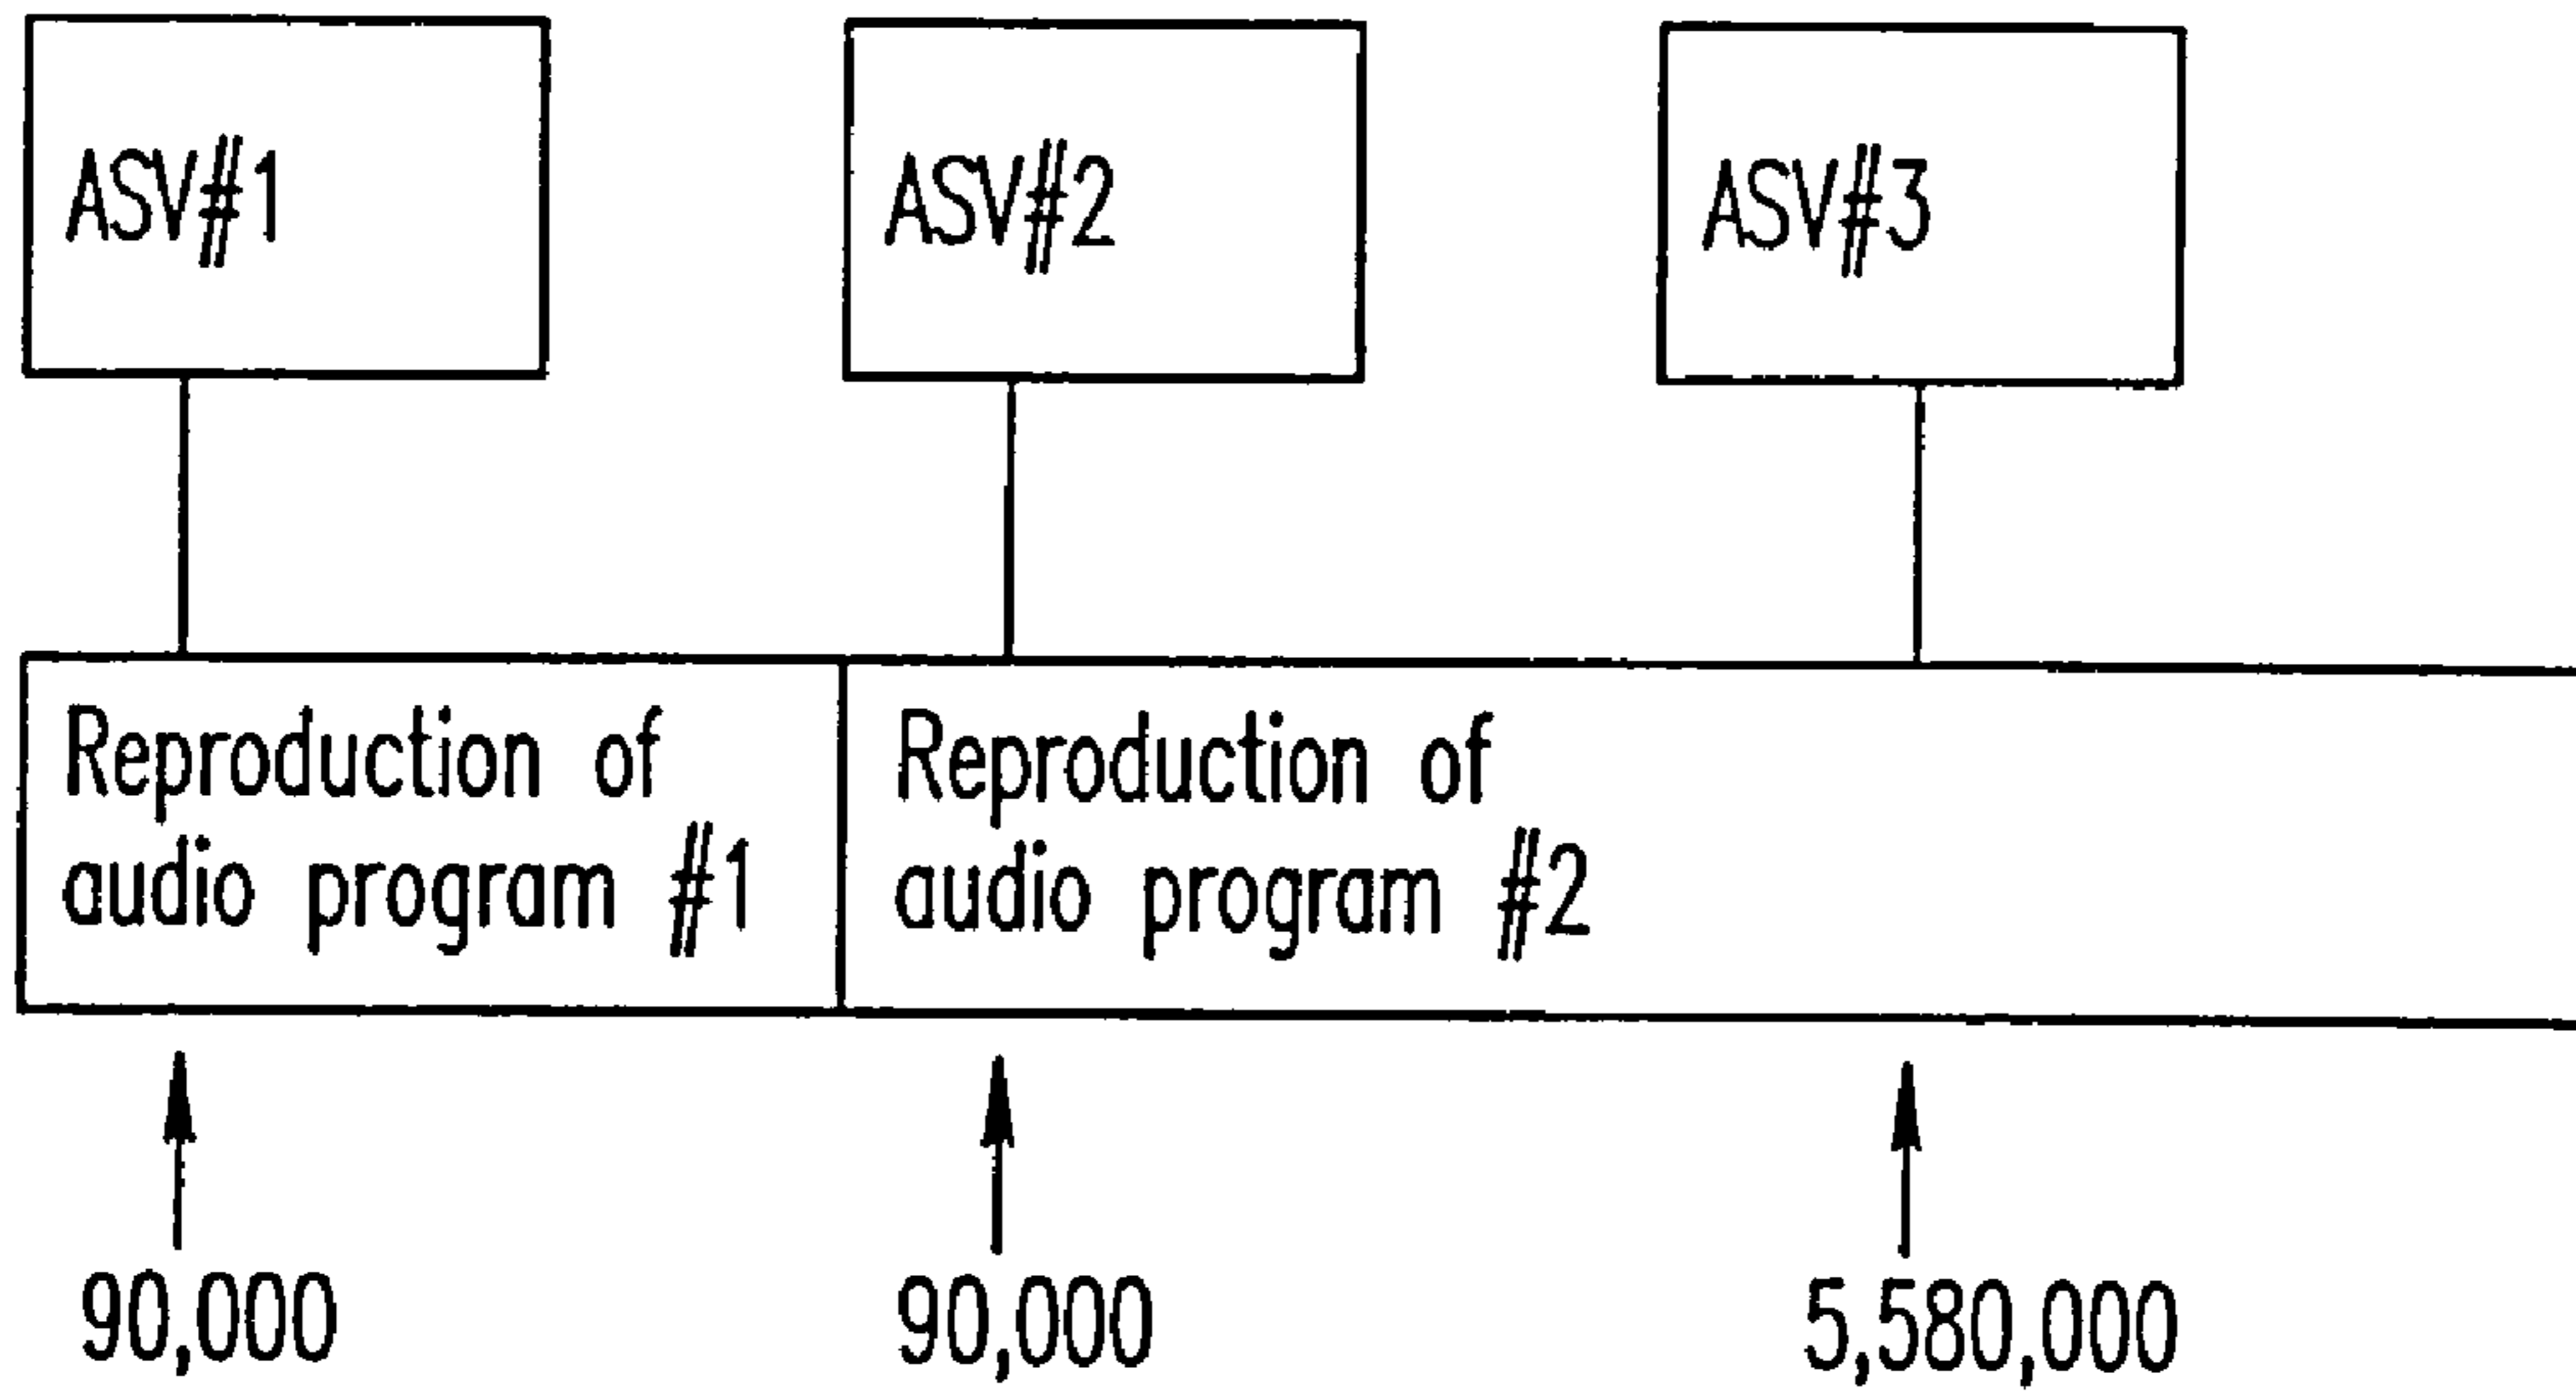 ASV#1
ASV#2
ASV#3
Reproduction of
audio program #1
Reproduction of
audio program #2
90,000
90,000
5,580,000